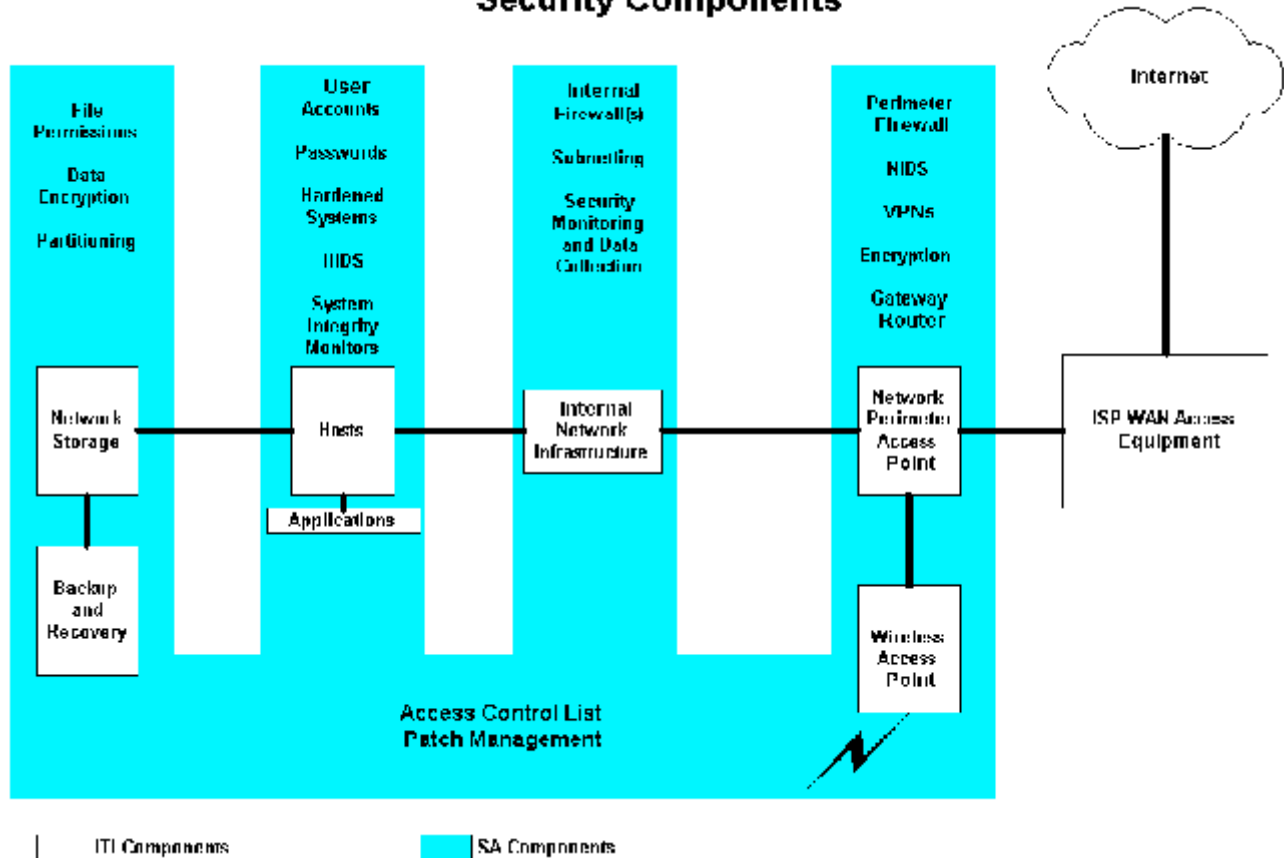 Security Components
Internet
File
Permissions
Data
Encryption
Partitioning
User
Accounts
Passwords
Hardened
Systems
HIDS
System
Integrity
Monitors
Internal
Firewall(s)
Subnetting
Security
Monitoring
and Data
Collection
Perimeter
Firewall
NIDS
VPNs
Encryption
Gateway
Router
Network
Storage
Hosts
Internal
Network
Infrastructure
Network
Perimeter
Access
Point
ISP WAN Access
Equipment
Applications
Backup
and
Recovery
Wireless
Access
Point
Access Control List
Patch Management
ITI Components
SA Components